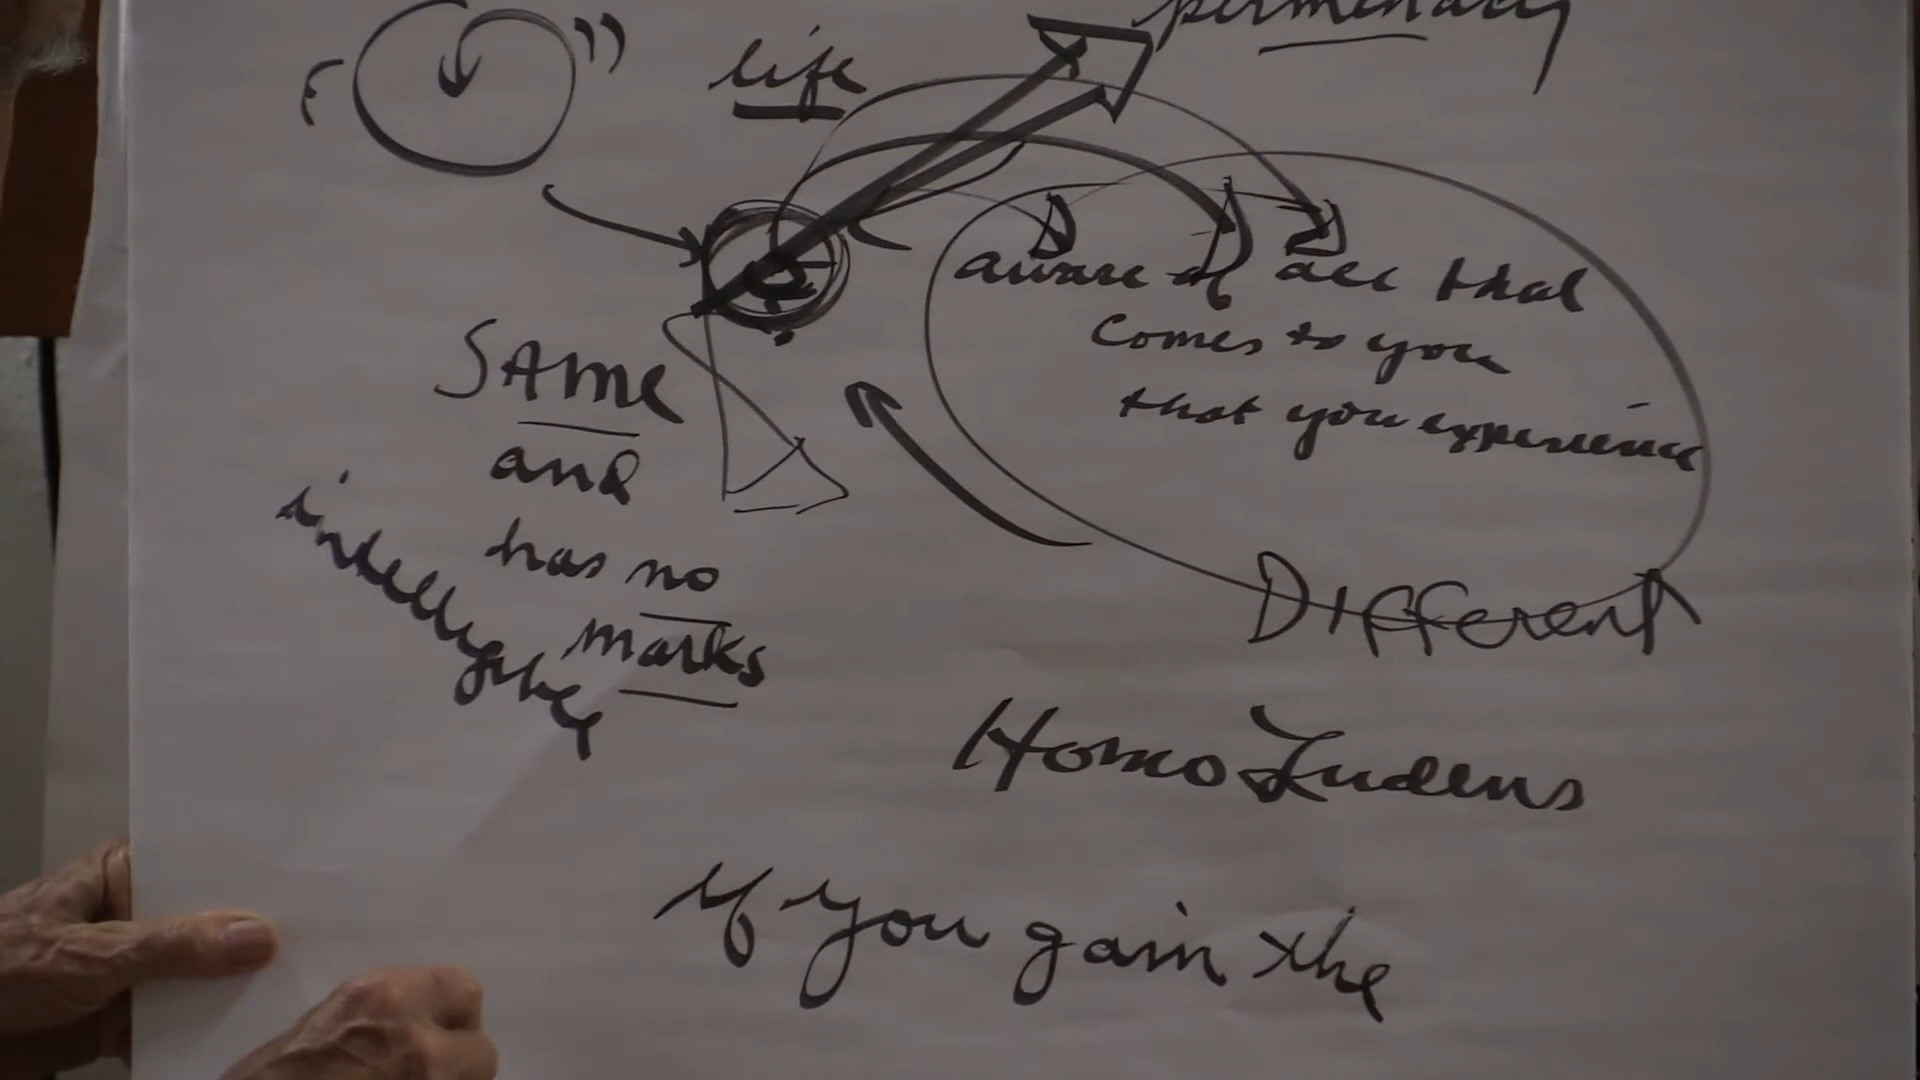 life
aware of all that
comes to you
that you experience
SAME
and
has no
marks
Different
Homo Ludens
If you gain the